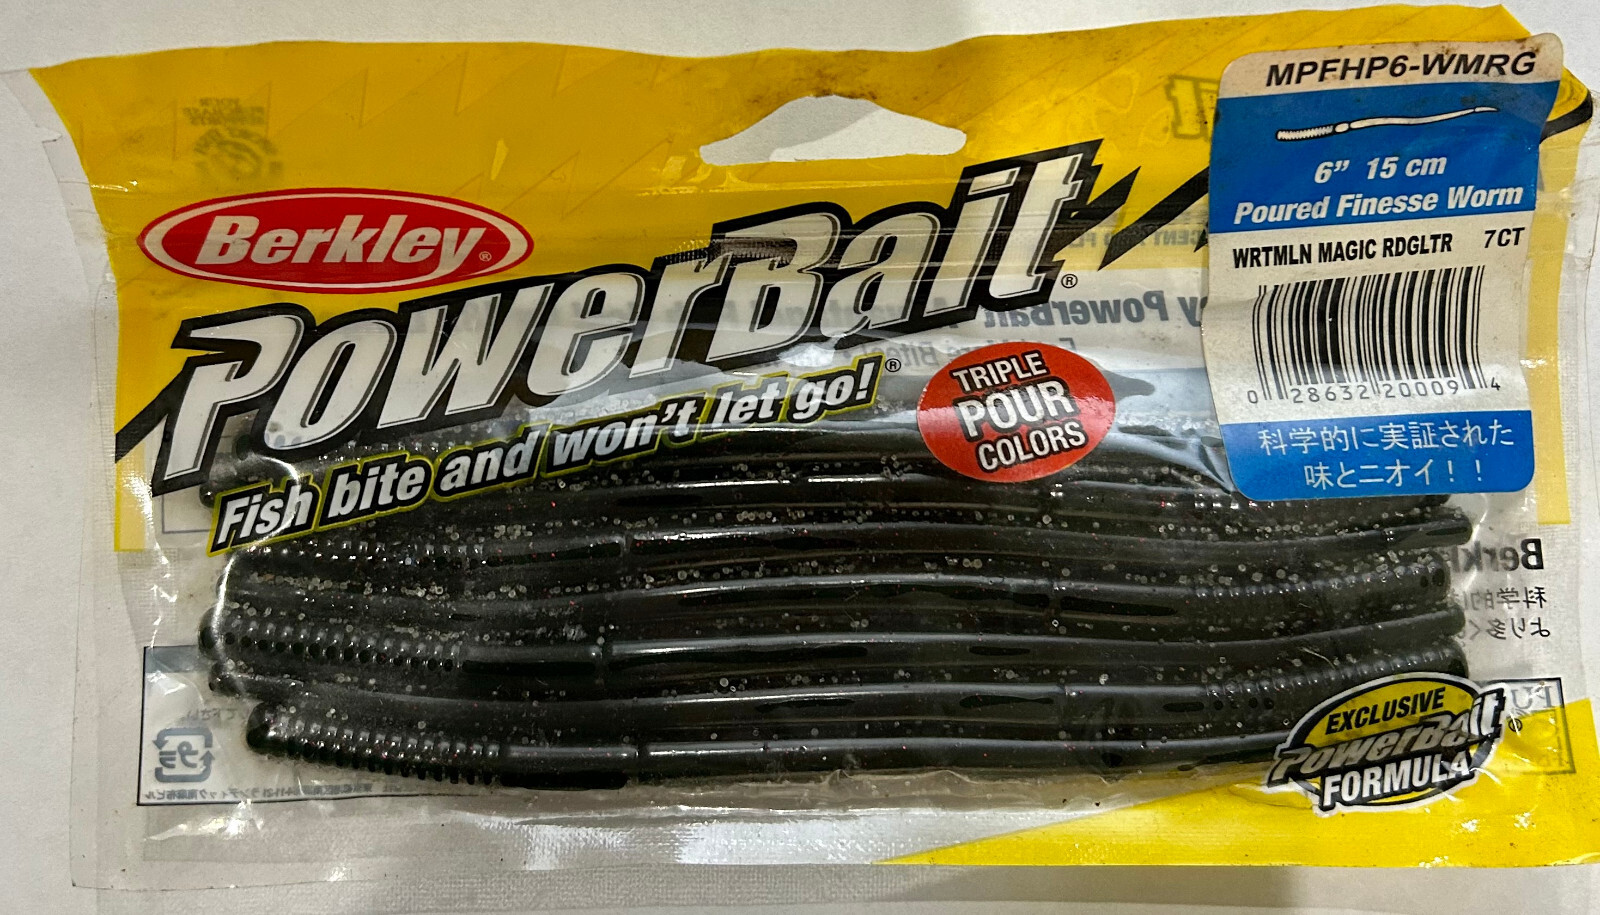 Berkley®
PowerBait®
Fish bite and won't let go!®
TRIPLE
POUR
COLORS
MPFHP6-WMRG
6” 15 cm
Poured Finesse Worm
WRTMLN MAGIC RDGLTR 7CT
0 28632 20009 4
科学的に実証された
味とニオイ！！
EXCLUSIVE
PowerBait®
FORMULA
プラ